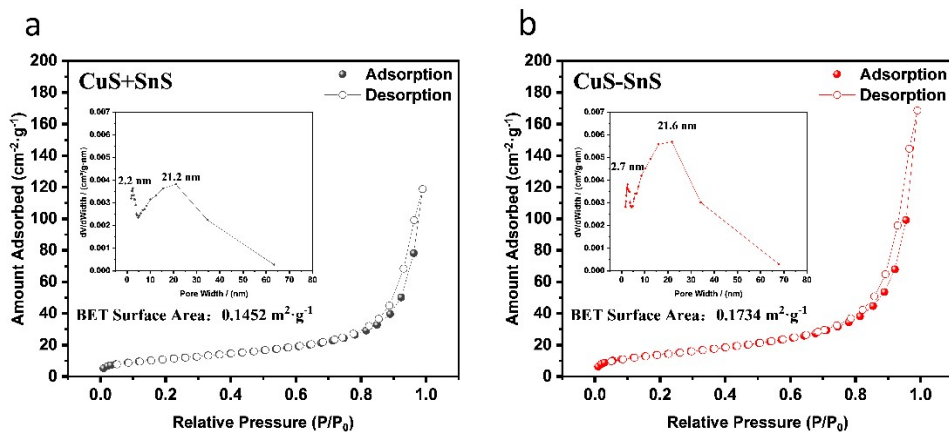 a
CuS+SnS
Adsorption
Desorption
Amount Adsorbed (cm⁻²·g⁻¹)
200
180
160
140
120
100
80
60
40
20
0
0.0 0.2 0.4 0.6 0.8 1.0
Relative Pressure (P/P₀)
dV/dWidth / (cm³/g·nm)
0.007
0.006
0.005
0.004
0.003
0.002
0.001
0.000
2.2 nm
21.2 nm
0 10 20 30 40 50 60 70 80
Pore Width / (nm)
BET Surface Area：0.1452 m²·g⁻¹
b
CuS-SnS
Adsorption
Desorption
Amount Adsorbed (cm⁻²·g⁻¹)
200
180
160
140
120
100
80
60
40
20
0
0.0 0.2 0.4 0.6 0.8 1.0
Relative Pressure (P/P₀)
dV/dWidth / (cm³/g·nm)
0.007
0.006
0.005
0.004
0.003
0.002
0.001
0.000
2.7 nm
21.6 nm
0 10 20 30 40 50 60 70 80
Pore Width / (nm)
BET Surface Area：0.1734 m²·g⁻¹